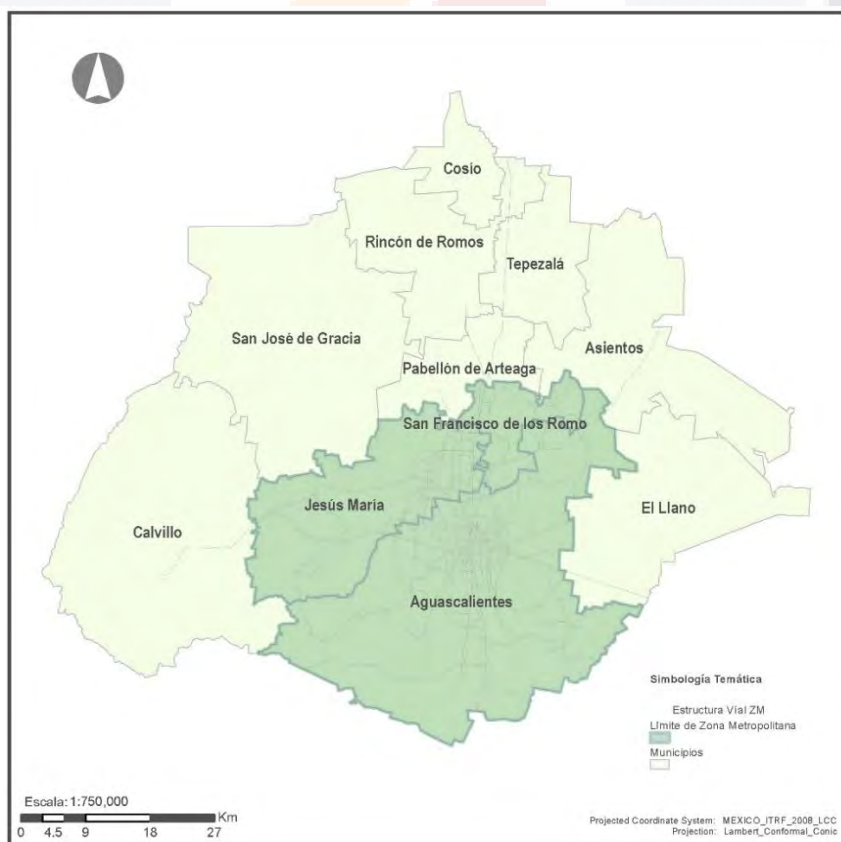 Cosío
Rincón de Romos
Tepezalá
San José de Gracia
Asientos
Pabellón de Arteaga
San Francisco de los Romo
Jesús María
El Llano
Calvillo
Aguascalientes
Simbología Temática
Estructura Vial ZM
Límite de Zona Metropolitana
Municipios
Escala: 1:750,000
Km
0 4.5 9 18 27
Projected Coordinate System: MEXICO_ITRF_2008_LCC
Projection: Lambert_Conformal_Conic